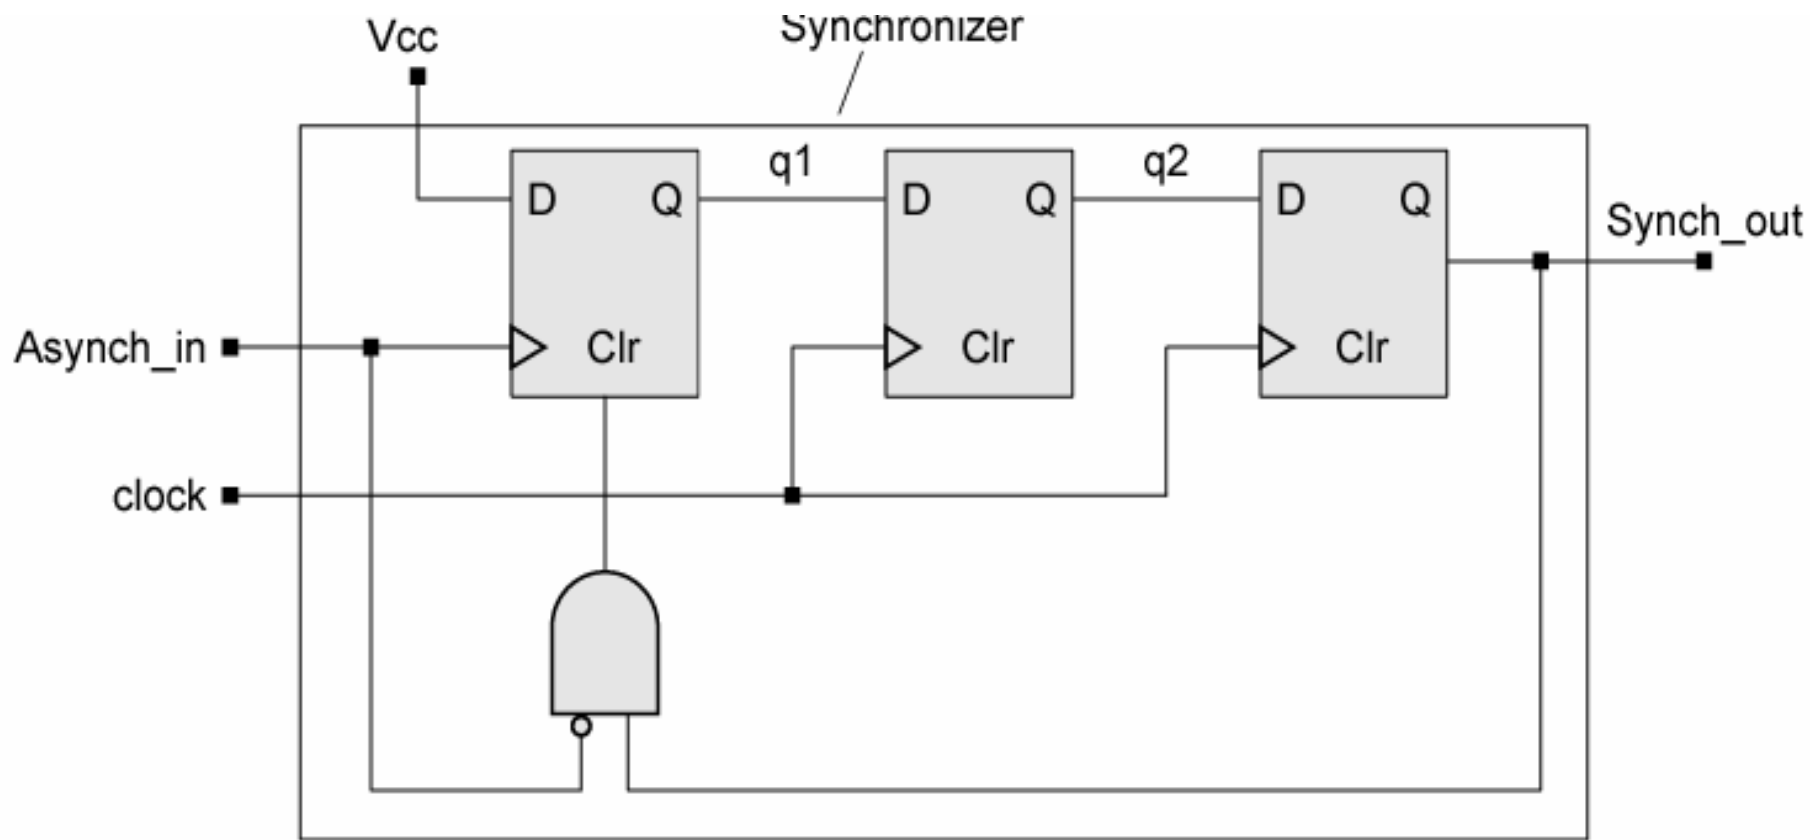 Synchronizer
Vcc
q1
q2
D Q
D Q
D Q
Synch_out
Asynch_in
Clr
Clr
Clr
clock